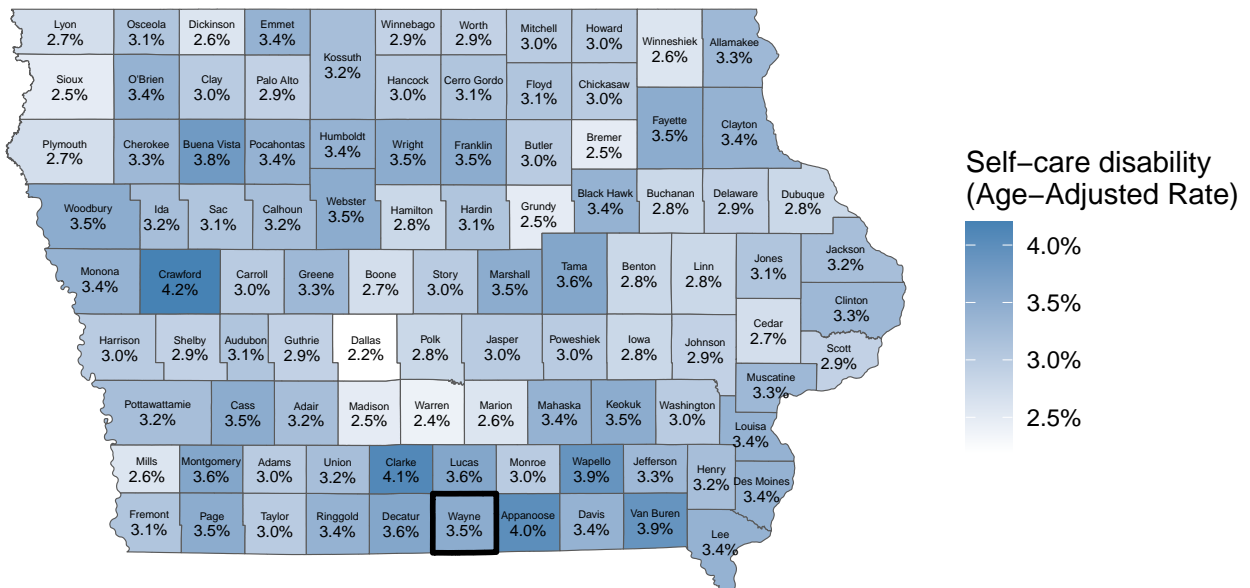 Lyon
2.7%
Osceola
3.1%
Dickinson
2.6%
Emmet
3.4%
Kossuth
3.2%
Winnebago
2.9%
Worth
2.9%
Mitchell
3.0%
Howard
3.0%
Winneshiek
2.6%
Allamakee
3.3%
Sioux
2.5%
O'Brien
3.4%
Clay
3.0%
Palo Alto
2.9%
Hancock
3.0%
Cerro Gordo
3.1%
Floyd
3.1%
Chickasaw
3.0%
Plymouth
2.7%
Cherokee
3.3%
Buena Vista
3.8%
Pocahontas
3.4%
Humboldt
3.4%
Wright
3.5%
Franklin
3.5%
Butler
3.0%
Bremer
2.5%
Fayette
3.5%
Clayton
3.4%
Woodbury
3.5%
Ida
3.2%
Sac
3.1%
Calhoun
3.2%
Webster
3.5%
Hamilton
2.8%
Hardin
3.1%
Grundy
2.5%
Black Hawk
3.4%
Buchanan
2.8%
Delaware
2.9%
Dubuque
2.8%
Monona
3.4%
Crawford
4.2%
Carroll
3.0%
Greene
3.3%
Boone
2.7%
Story
3.0%
Marshall
3.5%
Tama
3.6%
Benton
2.8%
Linn
2.8%
Jones
3.1%
Jackson
3.2%
Clinton
3.3%
Harrison
3.0%
Shelby
2.9%
Audubon
3.1%
Guthrie
2.9%
Dallas
2.2%
Polk
2.8%
Jasper
3.0%
Poweshiek
3.0%
Iowa
2.8%
Johnson
2.9%
Cedar
2.7%
Scott
2.9%
Muscatine
3.3%
Pottawattamie
3.2%
Cass
3.5%
Adair
3.2%
Madison
2.5%
Warren
2.4%
Marion
2.6%
Mahaska
3.4%
Keokuk
3.5%
Washington
3.0%
Louisa
3.4%
Mills
2.6%
Montgomery
3.6%
Adams
3.0%
Union
3.2%
Clarke
4.1%
Lucas
3.6%
Monroe
3.0%
Wapello
3.9%
Jefferson
3.3%
Henry
3.2%
Des Moines
3.4%
Fremont
3.1%
Page
3.5%
Taylor
3.0%
Ringgold
3.4%
Decatur
3.6%
Wayne
3.5%
Appanoose
4.0%
Davis
3.4%
Van Buren
3.9%
Lee
3.4%
Self−care disability
(Age−Adjusted Rate)
4.0%
3.5%
3.0%
2.5%